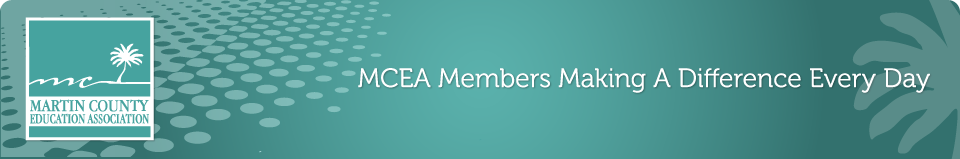 mc
MARTIN COUNTY
EDUCATION ASSOCIATION
MCEA Members Making A Difference Every Day